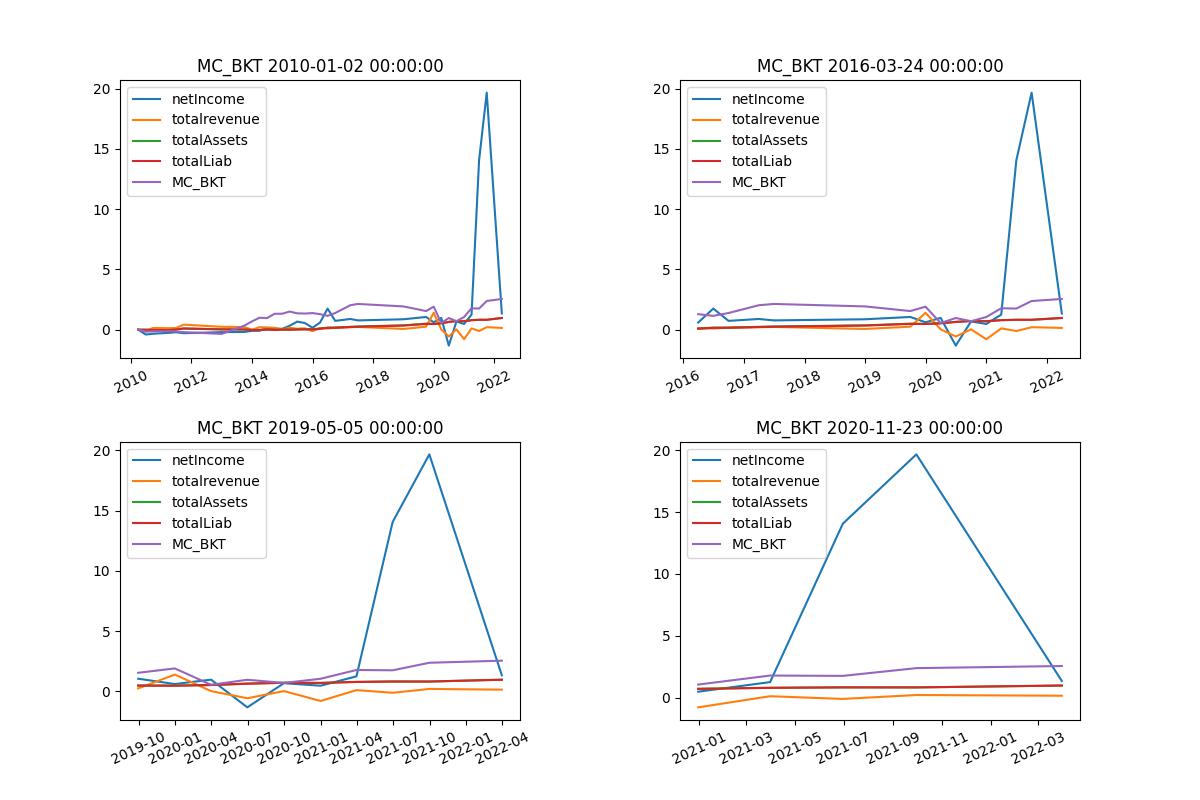 MC_BKT 2010-01-02 00:00:00
20
15
10
5
0
netIncome
totalrevenue
totalAssets
totalLiab
MC_BKT
2010 2012 2014 2016 2018 2020 2022
MC_BKT 2016-03-24 00:00:00
20
15
10
5
0
netIncome
totalrevenue
totalAssets
totalLiab
MC_BKT
2016 2017 2018 2019 2020 2021 2022
MC_BKT 2019-05-05 00:00:00
20
15
10
5
0
netIncome
totalrevenue
totalAssets
totalLiab
MC_BKT
2019-10 2020-01 2020-04 2020-07 2020-10 2021-01 2021-04 2021-07 2021-10 2022-01 2022-04
MC_BKT 2020-11-23 00:00:00
20
15
10
5
0
netIncome
totalrevenue
totalAssets
totalLiab
MC_BKT
2021-01 2021-03 2021-05 2021-07 2021-09 2021-11 2022-01 2022-03